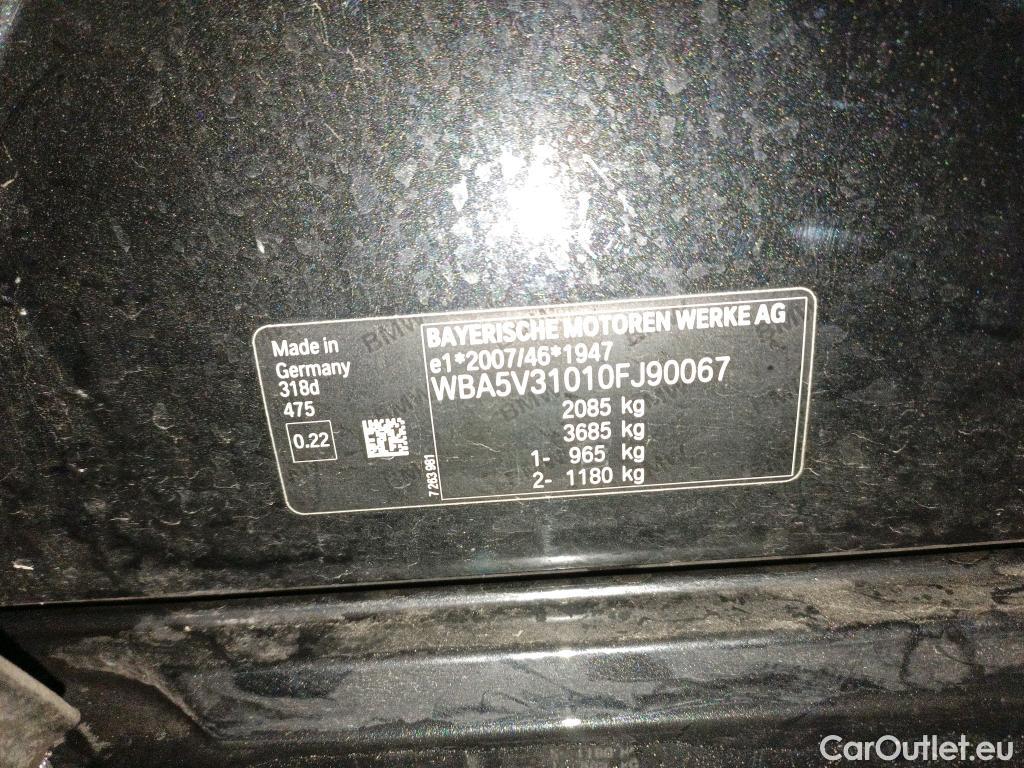 Made in
Germany
318d
475
0.22
BAYERISCHE MOTOREN WERKE AG
e1*2007/46*1947
WBA5V31010FJ90067
2085 kg
3685 kg
1- 965 kg
2- 1180 kg
7 263 981
CarOutlet.eu